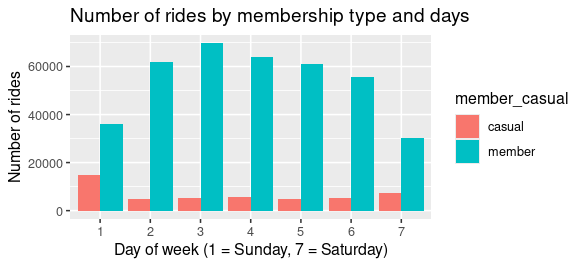 Number of rides by membership type and days
Number of rides
60000
40000
20000
0
1 2 3 4 5 6 7
Day of week (1 = Sunday, 7 = Saturday)
member_casual
casual
member